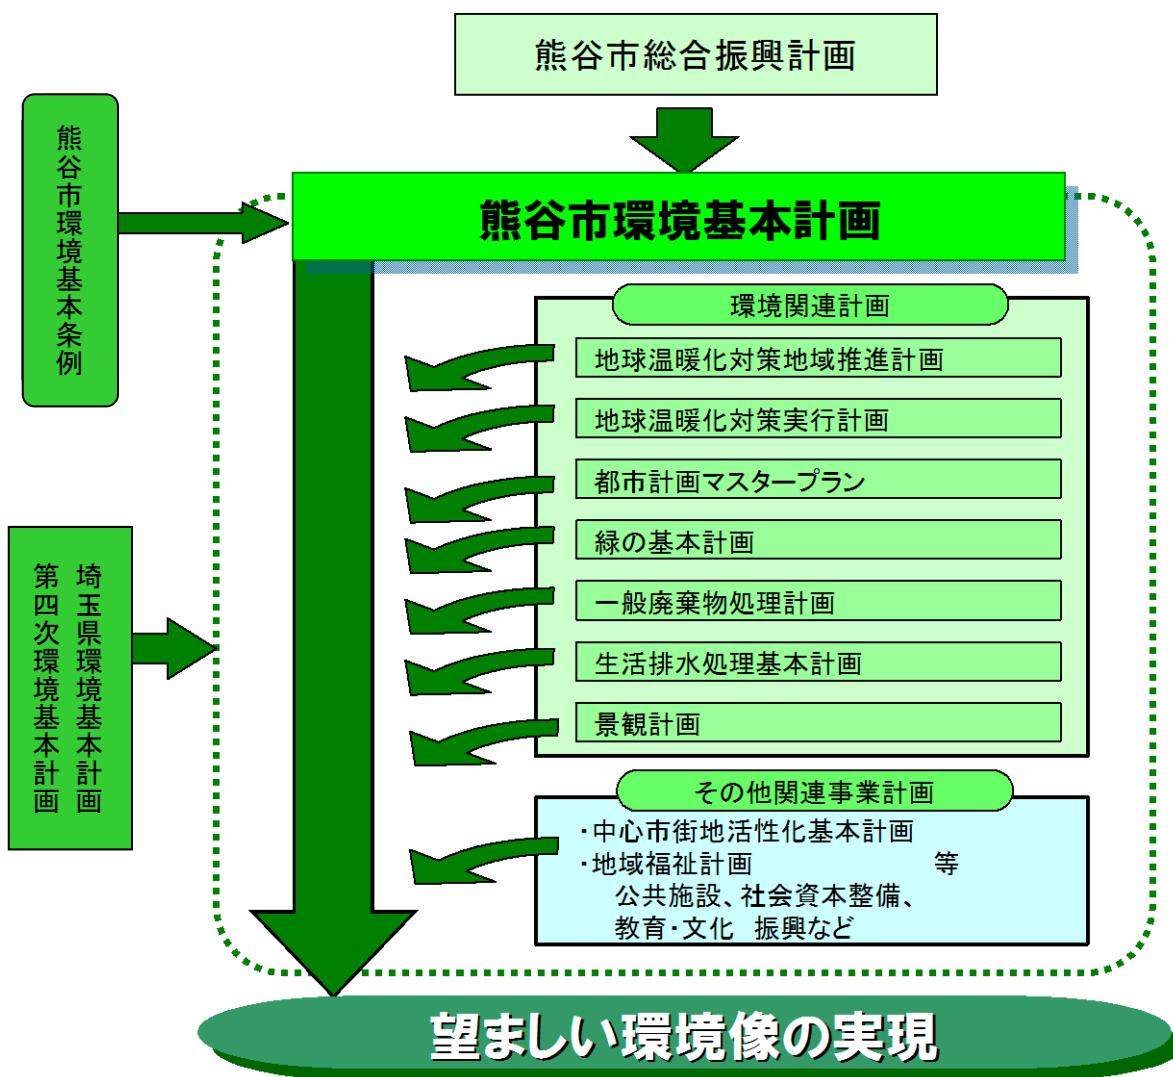 熊谷市総合振興計画
熊谷市環境基本条例
熊谷市環境基本計画
環境関連計画
地球温暖化対策地域推進計画
地球温暖化対策実行計画
都市計画マスタープラン
緑の基本計画
一般廃棄物処理計画
生活排水処理基本計画
景観計画
埼玉県環境基本計画
第四次環境基本計画
その他関連事業計画
・中心市街地活性化基本計画
・地域福祉計画 等
公共施設、社会資本整備、
教育・文化 振興など
望ましい環境像の実現